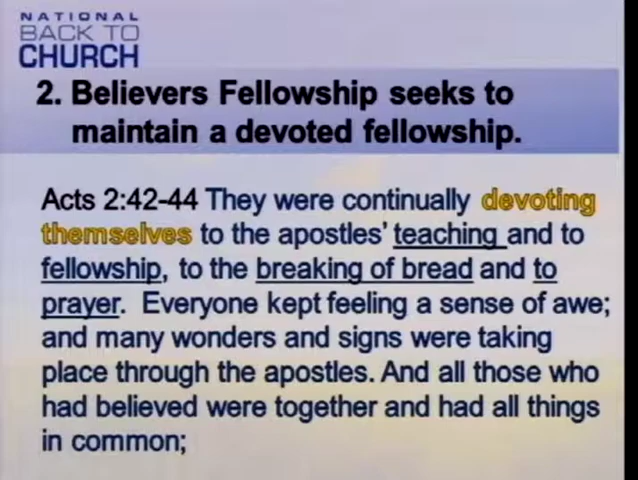 NATIONAL
BACK TO
CHURCH
2. Believers Fellowship seeks to
maintain a devoted fellowship.
Acts 2:42-44 They were continually devoting
themselves to the apostles’ teaching and to
fellowship, to the breaking of bread and to
prayer. Everyone kept feeling a sense of awe;
and many wonders and signs were taking
place through the apostles. And all those who
had believed were together and had all things
in common;